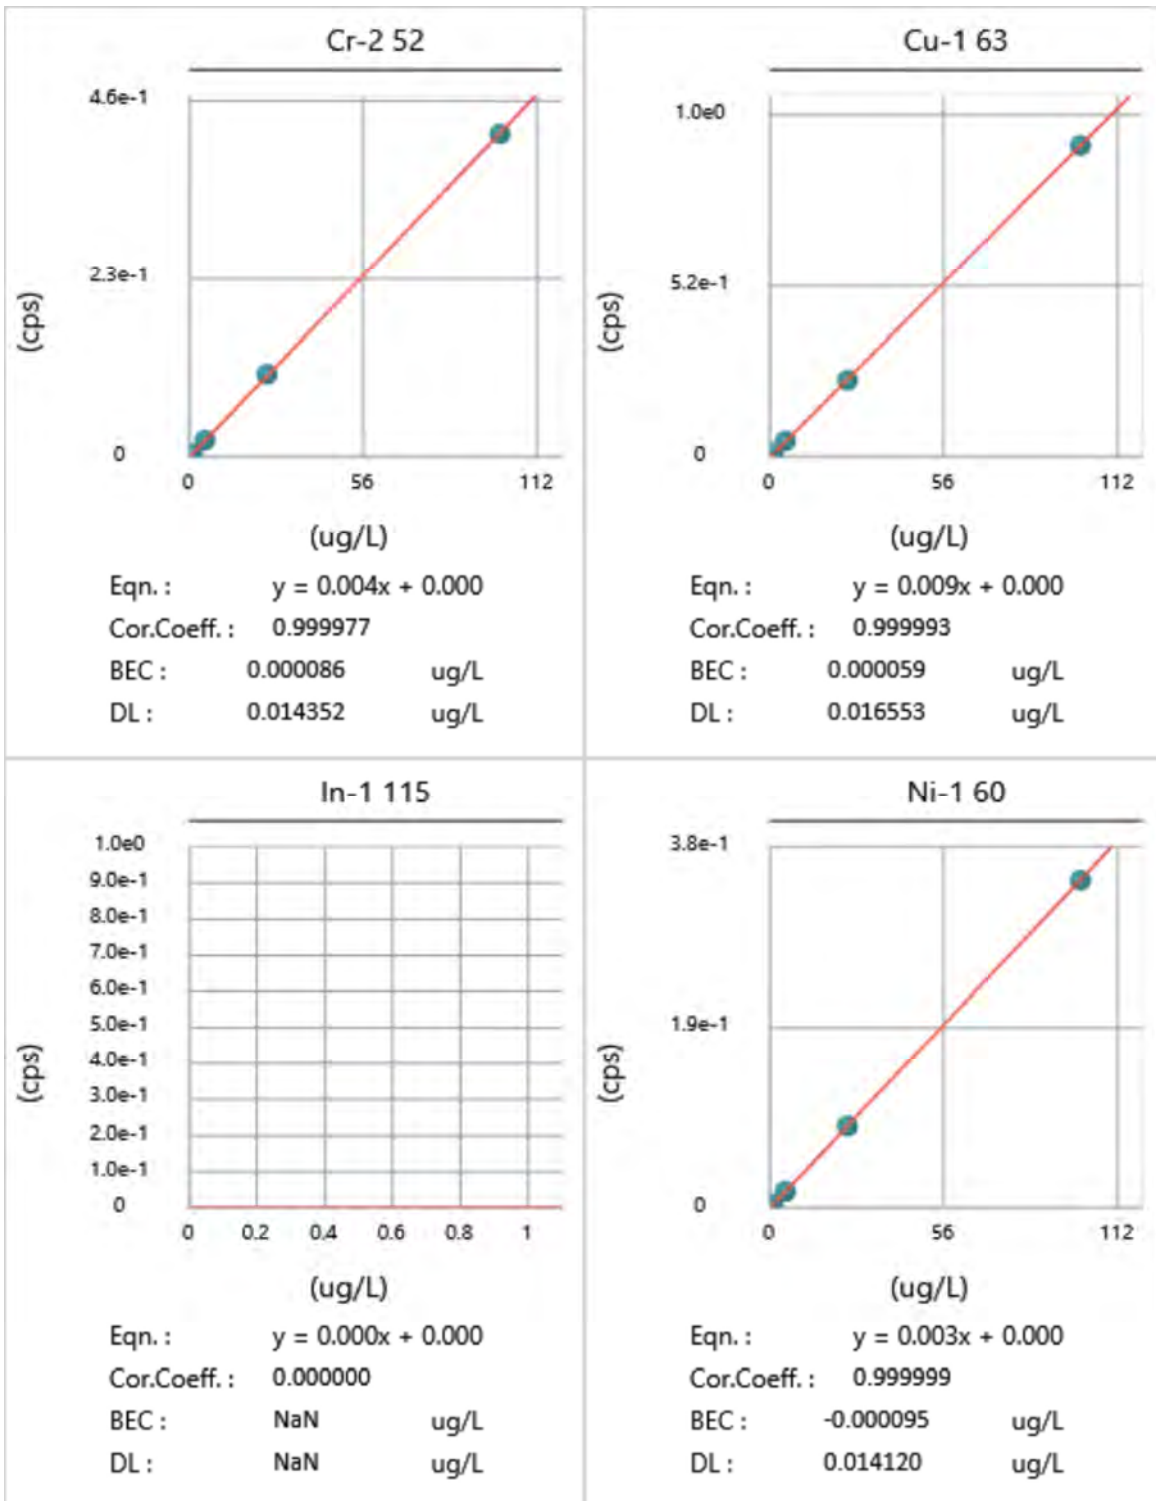 Cr-2 52
4.6e-1
2.3e-1
0
(cps)
0 56 112
(ug/L)
Eqn. : y = 0.004x + 0.000
Cor.Coeff. : 0.999977
BEC : 0.000086 ug/L
DL : 0.014352 ug/L
Cu-1 63
1.0e0
5.2e-1
0
(cps)
0 56 112
(ug/L)
Eqn. : y = 0.009x + 0.000
Cor.Coeff. : 0.999993
BEC : 0.000059 ug/L
DL : 0.016553 ug/L
In-1 115
1.0e0
9.0e-1
8.0e-1
7.0e-1
6.0e-1
5.0e-1
4.0e-1
3.0e-1
2.0e-1
1.0e-1
0
(cps)
0 0.2 0.4 0.6 0.8 1
(ug/L)
Eqn. : y = 0.000x + 0.000
Cor.Coeff. : 0.000000
BEC : NaN ug/L
DL : NaN ug/L
Ni-1 60
3.8e-1
1.9e-1
0
(cps)
0 56 112
(ug/L)
Eqn. : y = 0.003x + 0.000
Cor.Coeff. : 0.999999
BEC : -0.000095 ug/L
DL : 0.014120 ug/L